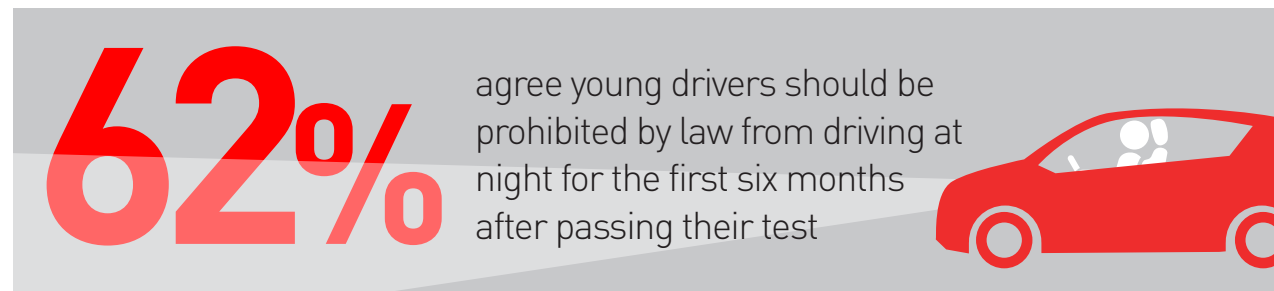 62%
agree young drivers should be
prohibited by law from driving at
night for the first six months
after passing their test